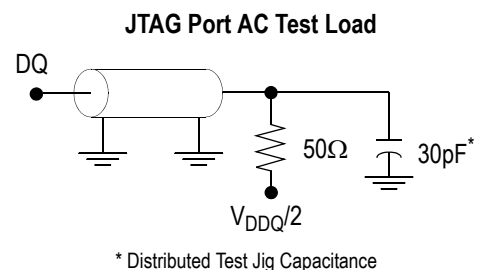 JTAG Port AC Test Load
DQ
50Ω
30pF*
VDDQ/2
* Distributed Test Jig Capacitance